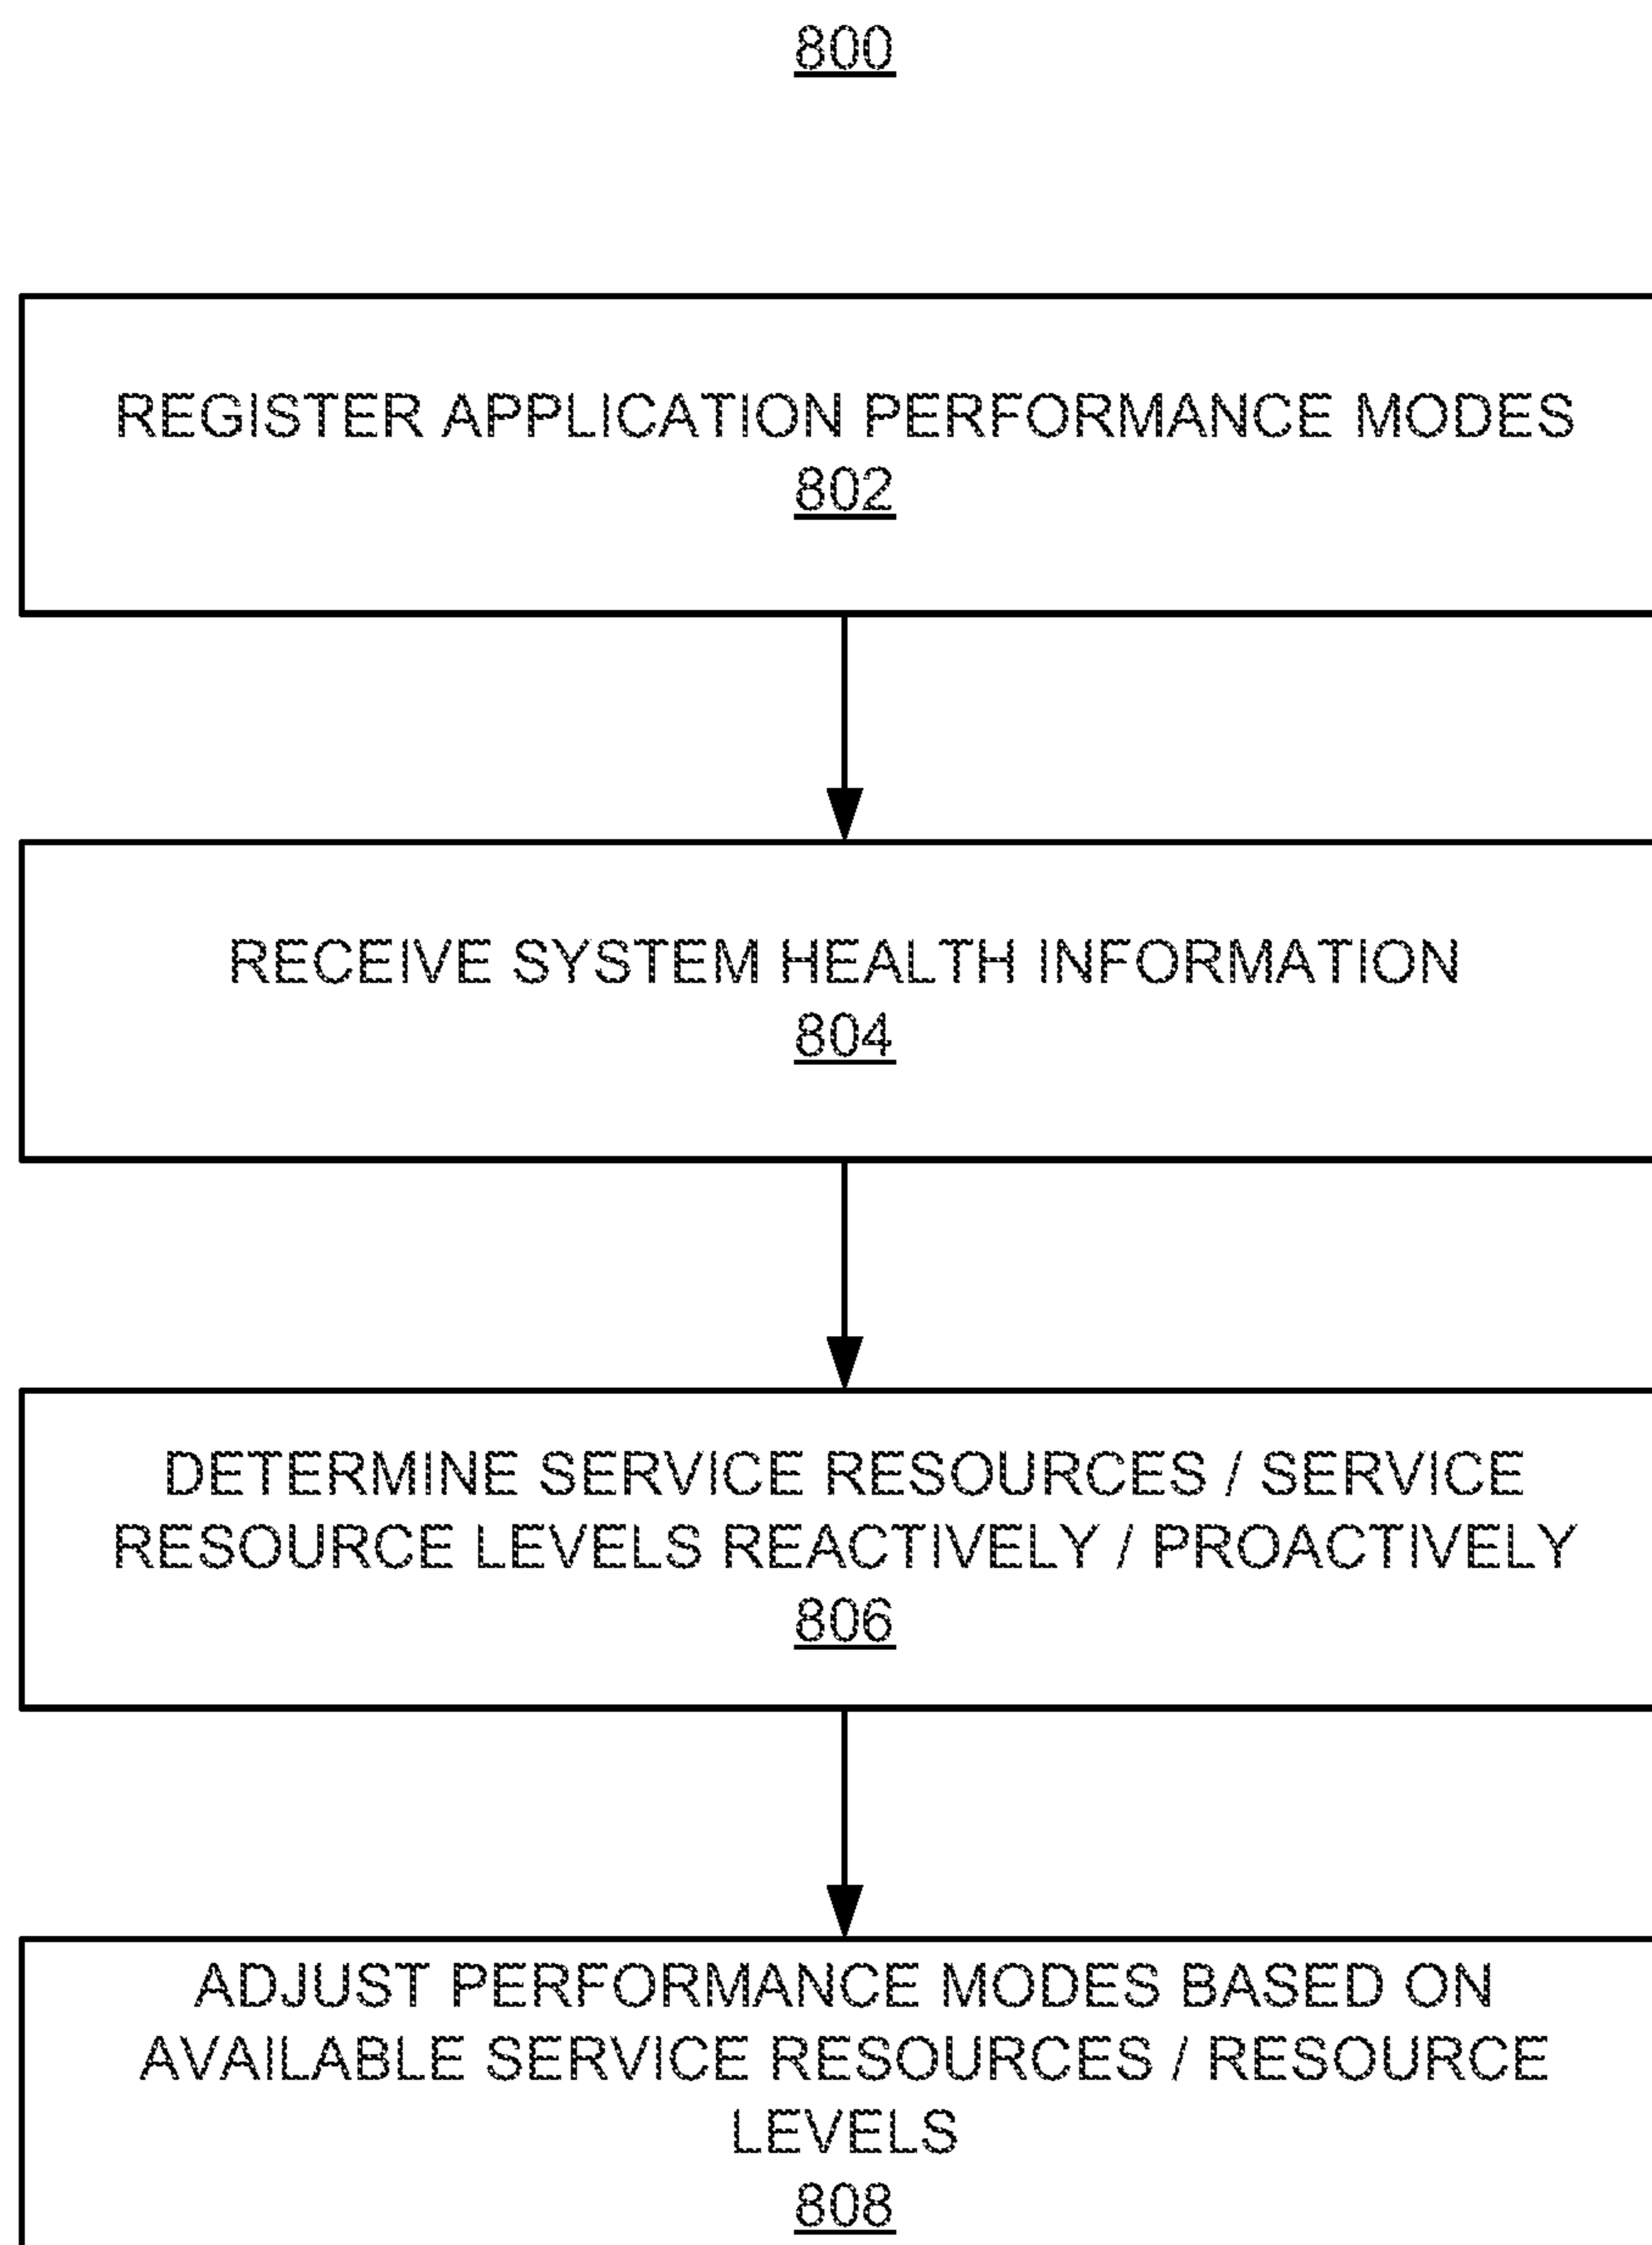 800
REGISTER APPLICATION PERFORMANCE MODES
802
RECEIVE SYSTEM HEALTH INFORMATION
804
DETERMINE SERVICE RESOURCES / SERVICE
RESOURCE LEVELS REACTIVELY / PROACTIVELY
806
ADJUST PERFORMANCE MODES BASED ON
AVAILABLE SERVICE RESOURCES / RESOURCE
LEVELS
808